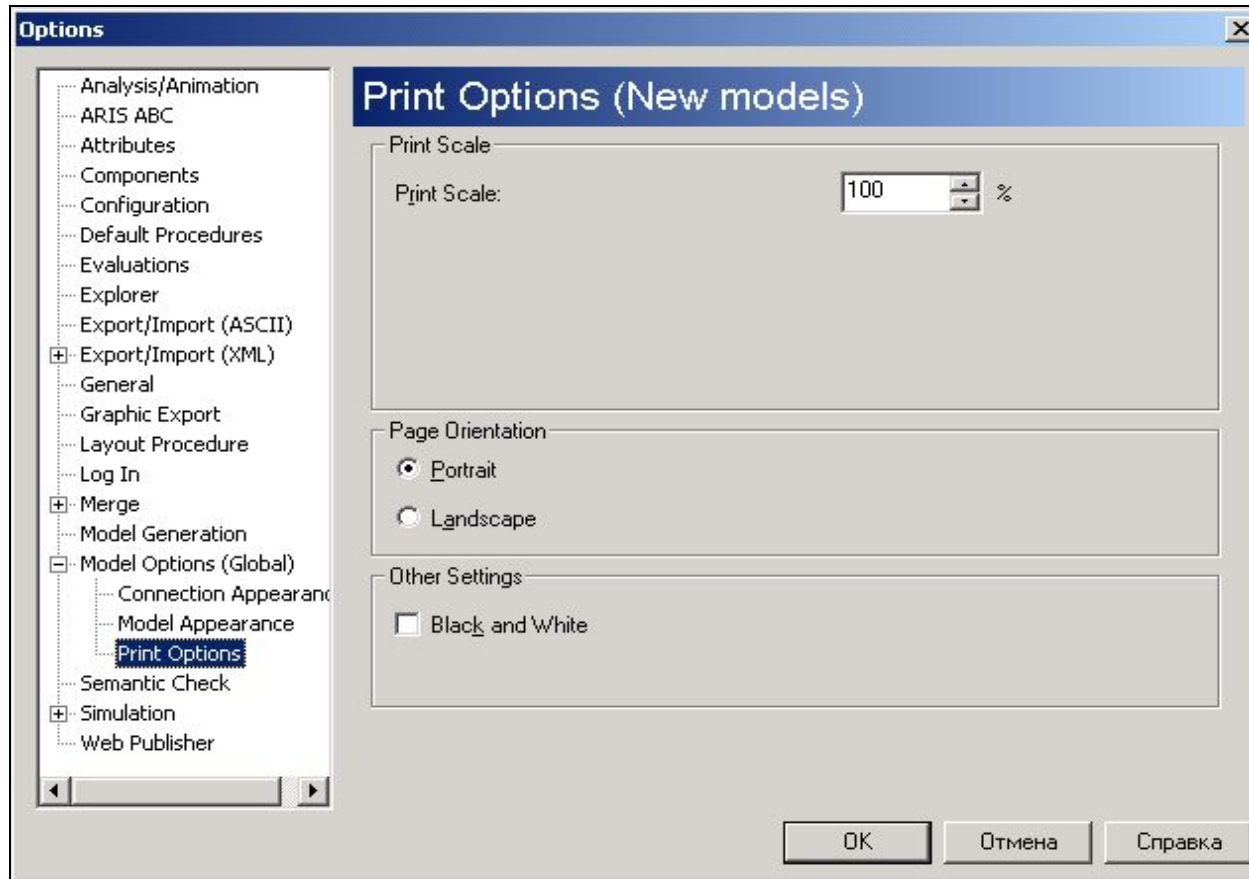 Options
Analysis/Animation
ARIS ABC
Attributes
Components
Configuration
Default Procedures
Evaluations
Explorer
Export/Import (ASCII)
Export/Import (XML)
General
Graphic Export
Layout Procedure
Log In
Merge
Model Generation
Model Options (Global)
Connection Appearanc
Model Appearance
Print Options
Semantic Check
Simulation
Web Publisher
Print Options (New models)
Print Scale
Print Scale: 100 %
Page Orientation
Portrait
Landscape
Other Settings
Black and White
OK Отмена Справка